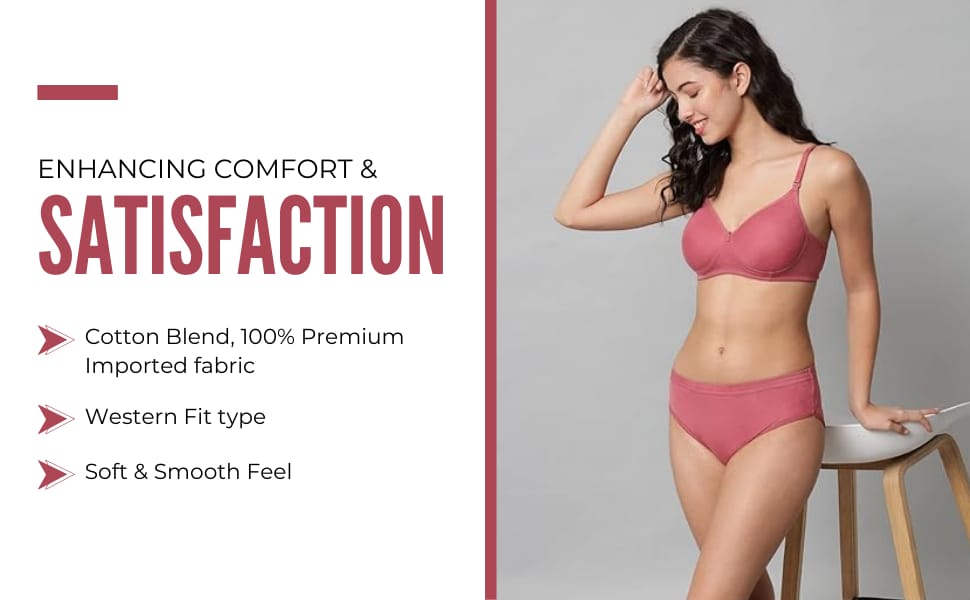 ENHANCING COMFORT &
SATISFACTION
Cotton Blend, 100% Premium
Imported fabric
Western Fit type
Soft & Smooth Feel